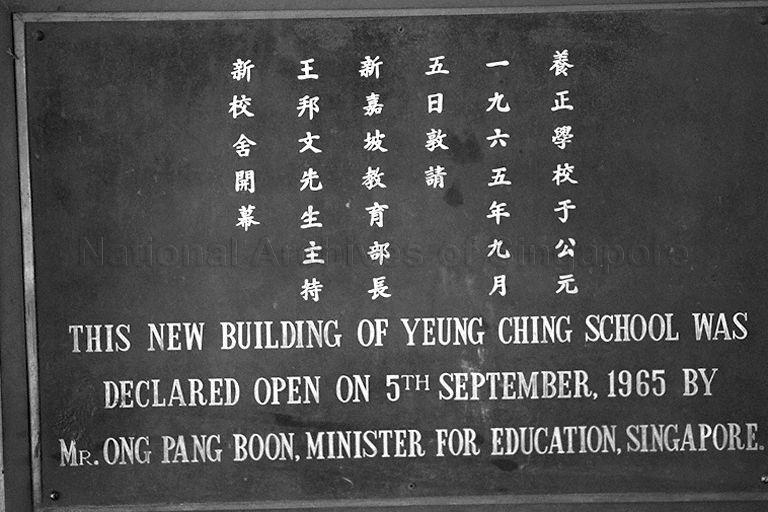 養正學校于公元
一九六五年九月
五日敦請
新嘉坡教育部長
王邦文先生主持
新校舍開幕
National Archives of Singapore
THIS NEW BUILDING OF YEUNG CHING SCHOOL WAS
DECLARED OPEN ON 5TH SEPTEMBER, 1965 BY
MR. ONG PANG BOON, MINISTER FOR EDUCATION, SINGAPORE.